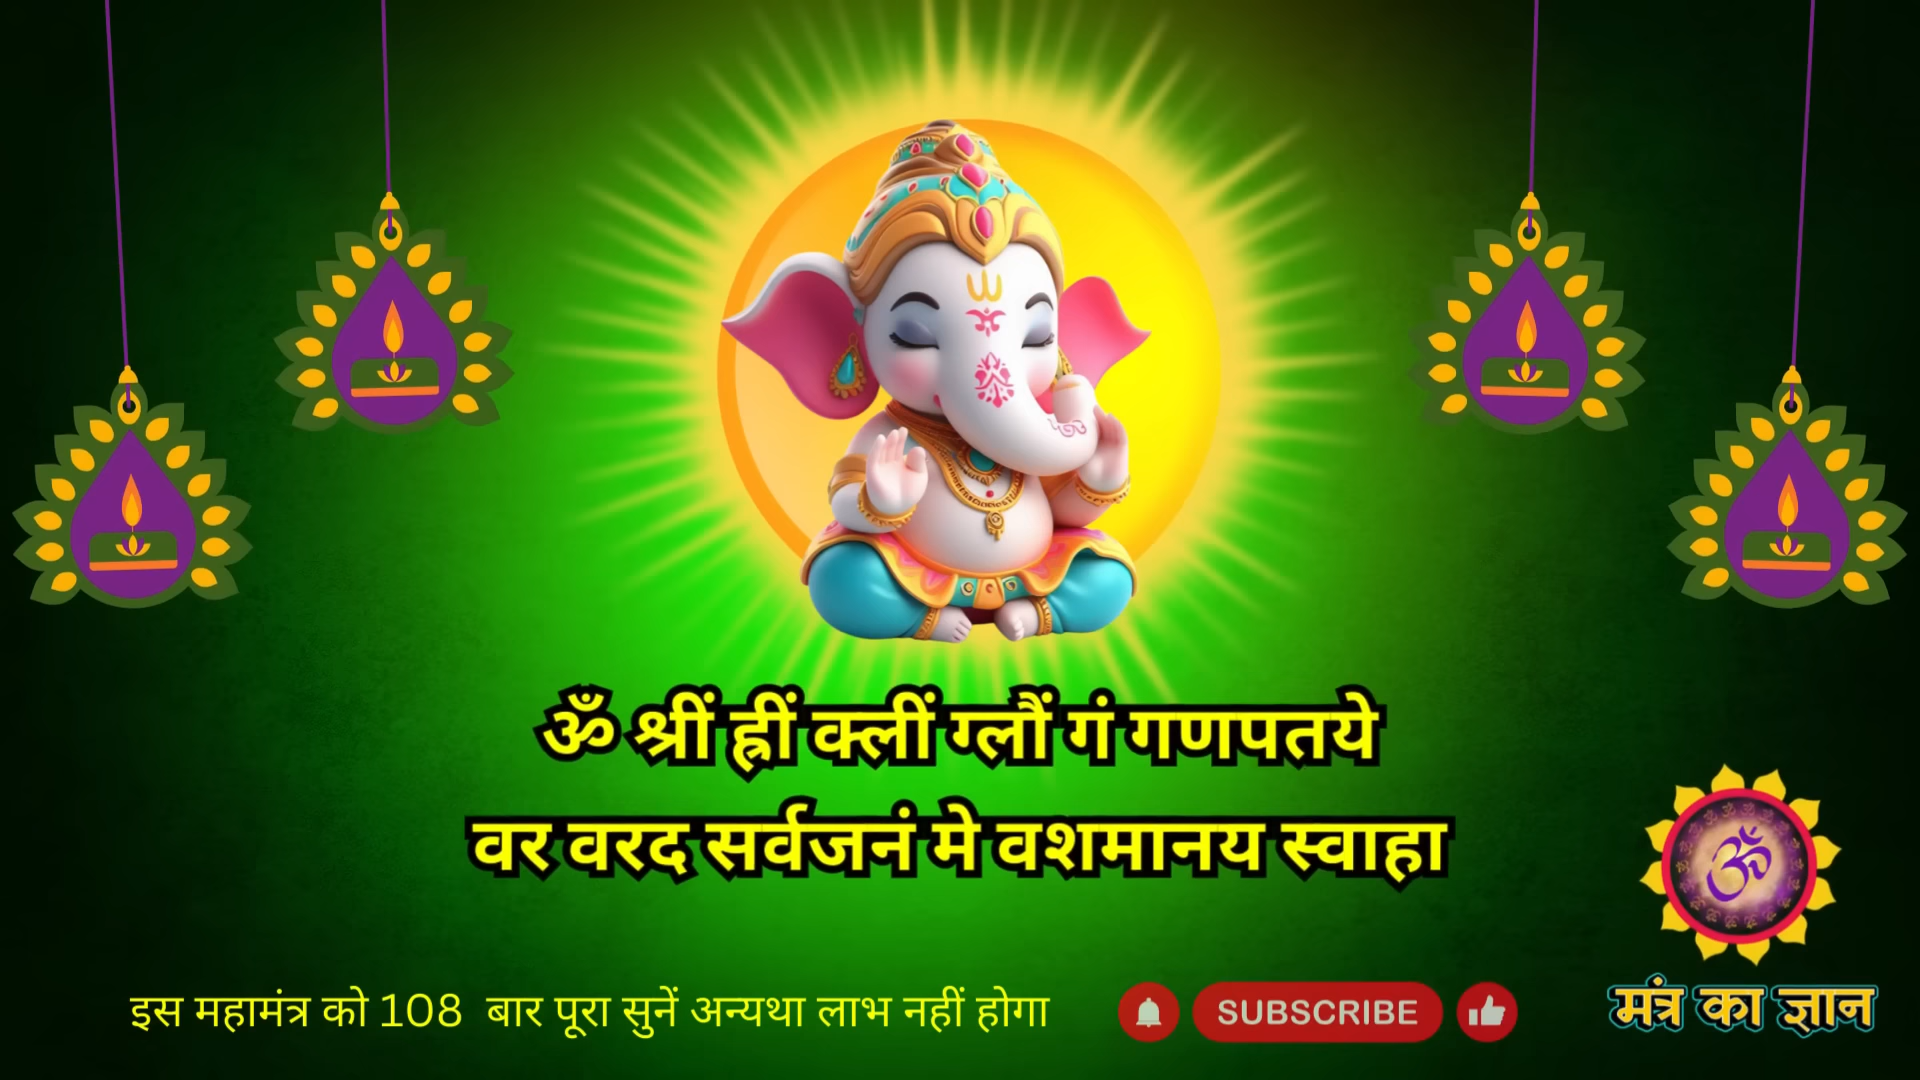 ॐ श्रीं ह्रीं क्लीं ग्लौं गं गणपतये
वर वरद सर्वजनं मे वशमानय स्वाहा
इस महामंत्र को 108 बार पूरा सुनें अन्यथा लाभ नहीं होगा
SUBSCRIBE
ॐ
मंत्र का ज्ञान